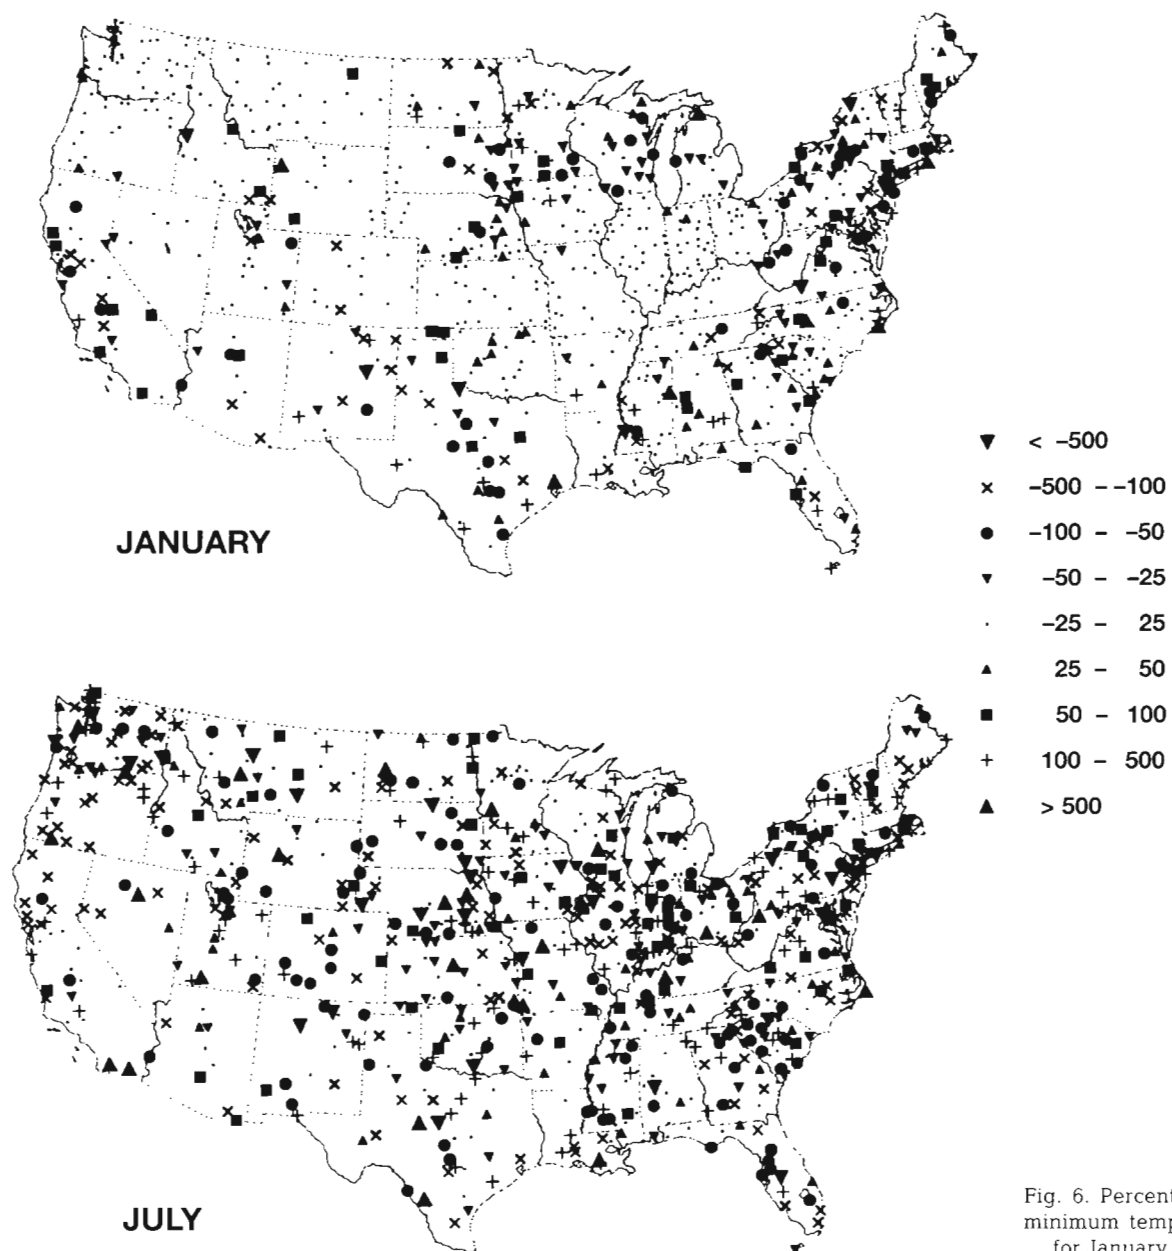 JANUARY
< -500
-500 - -100
-100 - -50
-50 - -25
-25 - 25
25 - 50
50 - 100
100 - 500
> 500
JULY
Fig. 6. Percent
minimum temp
for January